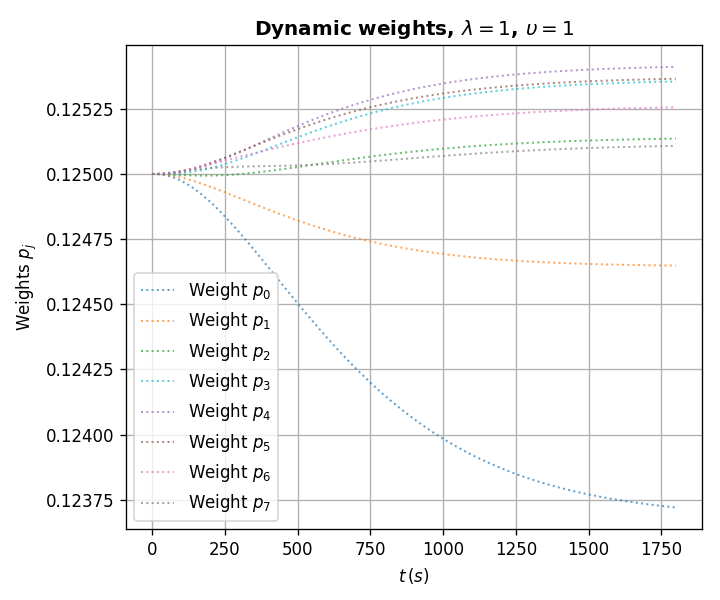 Dynamic weights, λ = 1, υ = 1
Weights p_j
0.12525
0.12500
0.12475
0.12450
0.12425
0.12400
0.12375
Weight p_0
Weight p_1
Weight p_2
Weight p_3
Weight p_4
Weight p_5
Weight p_6
Weight p_7
0 250 500 750 1000 1250 1500 1750
t (s)